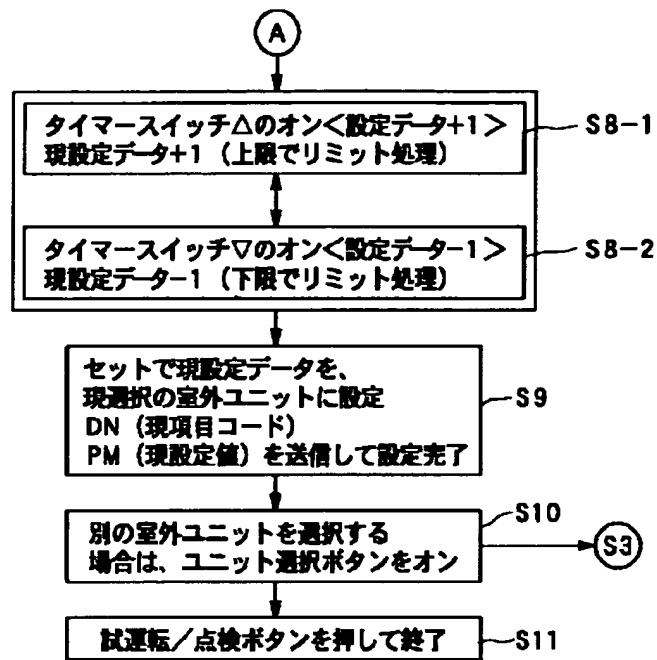 A
タイマースイッチ△のオン<設定データ+1>
現設定データ+1（上限でリミット処理）
S8-1
タイマースイッチ▽のオン<設定データ-1>
現設定データ-1（下限でリミット処理）
S8-2
セットで現設定データを、
現選択の室外ユニットに設定
DN（現項目コード）
PM（現設定値）を送信して設定完了
S9
別の室外ユニットを選択する
場合は、ユニット選択ボタンをオン
S10
S3
試運転／点検ボタンを押して終了
S11